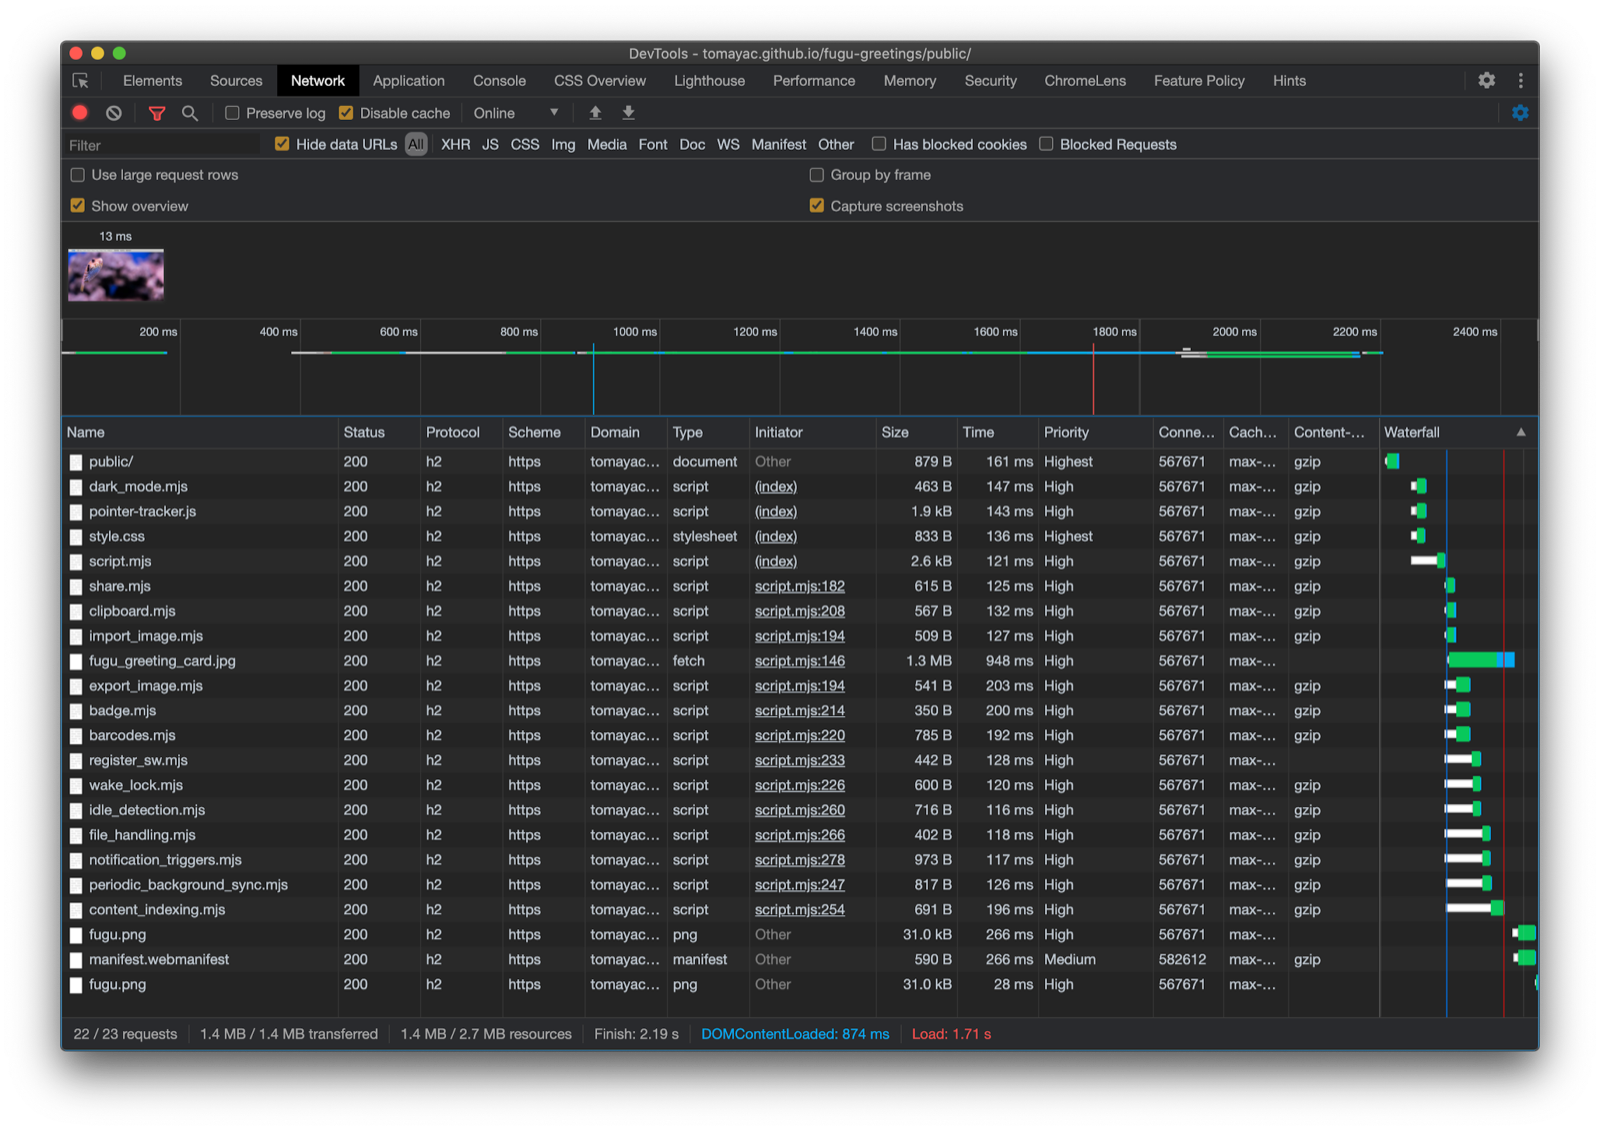 DevTools - tomayac.github.io/fugu-greetings/public/
Elements Sources Network Application Console CSS Overview Lighthouse Performance Memory Security ChromeLens Feature Policy Hints
Preserve log Disable cache Online
Filter Hide data URLs All XHR JS CSS Img Media Font Doc WS Manifest Other Has blocked cookies Blocked Requests
Use large request rows Group by frame
Show overview Capture screenshots
13 ms
200 ms 400 ms 600 ms 800 ms 1000 ms 1200 ms 1400 ms 1600 ms 1800 ms 2000 ms 2200 ms 2400 ms
Name Status Protocol Scheme Domain Type Initiator Size Time Priority Conne... Cach... Content-... Waterfall
public/ 200 h2 https tomayac... document Other 879 B 161 ms Highest 567671 max-... gzip
dark_mode.mjs 200 h2 https tomayac... script (index) 463 B 147 ms High 567671 max-... gzip
pointer-tracker.js 200 h2 https tomayac... script (index) 1.9 kB 143 ms High 567671 max-... gzip
style.css 200 h2 https tomayac... stylesheet (index) 833 B 136 ms Highest 567671 max-... gzip
script.mjs 200 h2 https tomayac... script (index) 2.6 kB 121 ms High 567671 max-... gzip
share.mjs 200 h2 https tomayac... script script.mjs:182 615 B 125 ms High 567671 max-... gzip
clipboard.mjs 200 h2 https tomayac... script script.mjs:208 567 B 132 ms High 567671 max-... gzip
import_image.mjs 200 h2 https tomayac... script script.mjs:194 509 B 127 ms High 567671 max-... gzip
fugu_greeting_card.jpg 200 h2 https tomayac... fetch script.mjs:146 1.3 MB 948 ms High 567671 max-...
export_image.mjs 200 h2 https tomayac... script script.mjs:194 541 B 203 ms High 567671 max-... gzip
badge.mjs 200 h2 https tomayac... script script.mjs:214 350 B 200 ms High 567671 max-... gzip
barcodes.mjs 200 h2 https tomayac... script script.mjs:220 785 B 192 ms High 567671 max-... gzip
register_sw.mjs 200 h2 https tomayac... script script.mjs:233 442 B 128 ms High 567671 max-...
wake_lock.mjs 200 h2 https tomayac... script script.mjs:226 600 B 120 ms High 567671 max-... gzip
idle_detection.mjs 200 h2 https tomayac... script script.mjs:260 716 B 116 ms High 567671 max-... gzip
file_handling.mjs 200 h2 https tomayac... script script.mjs:266 402 B 118 ms High 567671 max-... gzip
notification_triggers.mjs 200 h2 https tomayac... script script.mjs:278 973 B 117 ms High 567671 max-... gzip
periodic_background_sync.mjs 200 h2 https tomayac... script script.mjs:247 817 B 126 ms High 567671 max-... gzip
content_indexing.mjs 200 h2 https tomayac... script script.mjs:254 691 B 196 ms High 567671 max-... gzip
fugu.png 200 h2 https tomayac... png Other 31.0 kB 266 ms High 567671 max-...
manifest.webmanifest 200 h2 https tomayac... manifest Other 590 B 266 ms Medium 582612 max-... gzip
fugu.png 200 h2 https tomayac... png Other 31.0 kB 28 ms High 567671 max-...
22 / 23 requests 1.4 MB / 1.4 MB transferred 1.4 MB / 2.7 MB resources Finish: 2.19 s DOMContentLoaded: 874 ms Load: 1.71 s